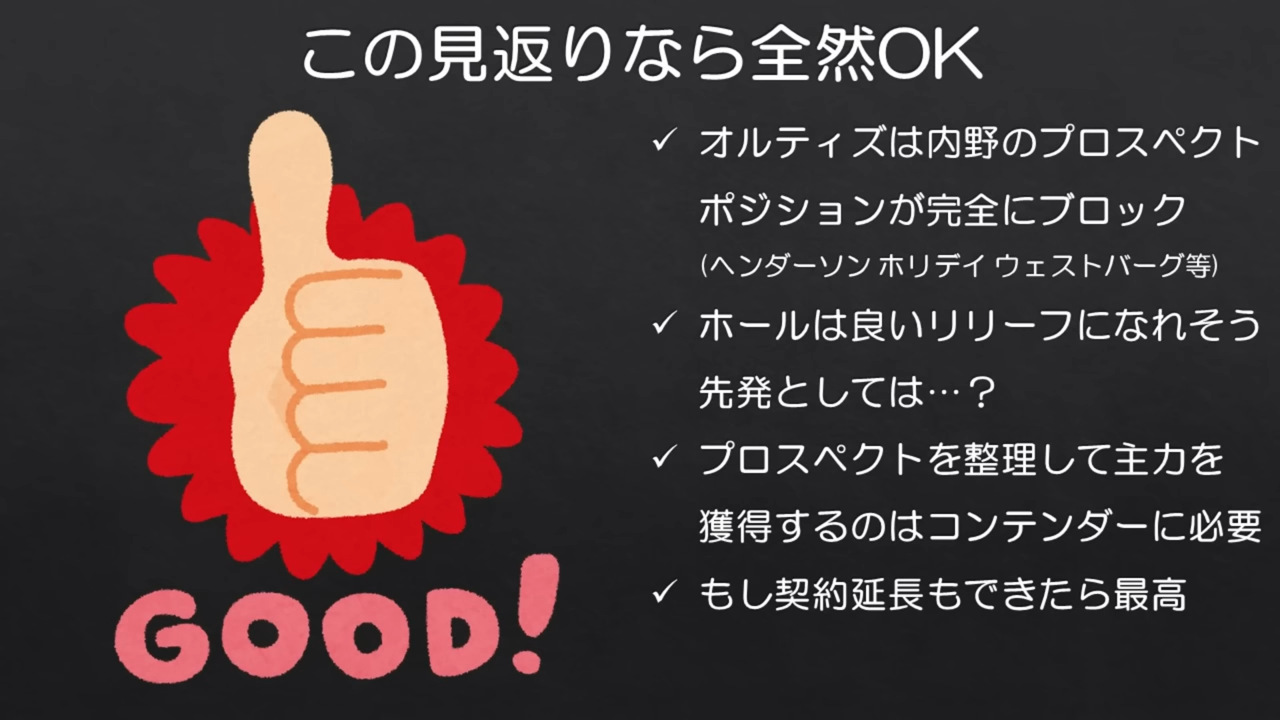 この見返りなら全然OK
✓ オルティズは内野のプロスペクト
ポジションが完全にブロック
(ヘンダーソン ホリデイ ウェストバーグ等)
✓ ホールは良いリリーフになれそう
先発としては…？
✓ プロスペクトを整理して主力を
獲得するのはコンテンダーに必要
✓ もし契約延長もできたら最高
GOOD!